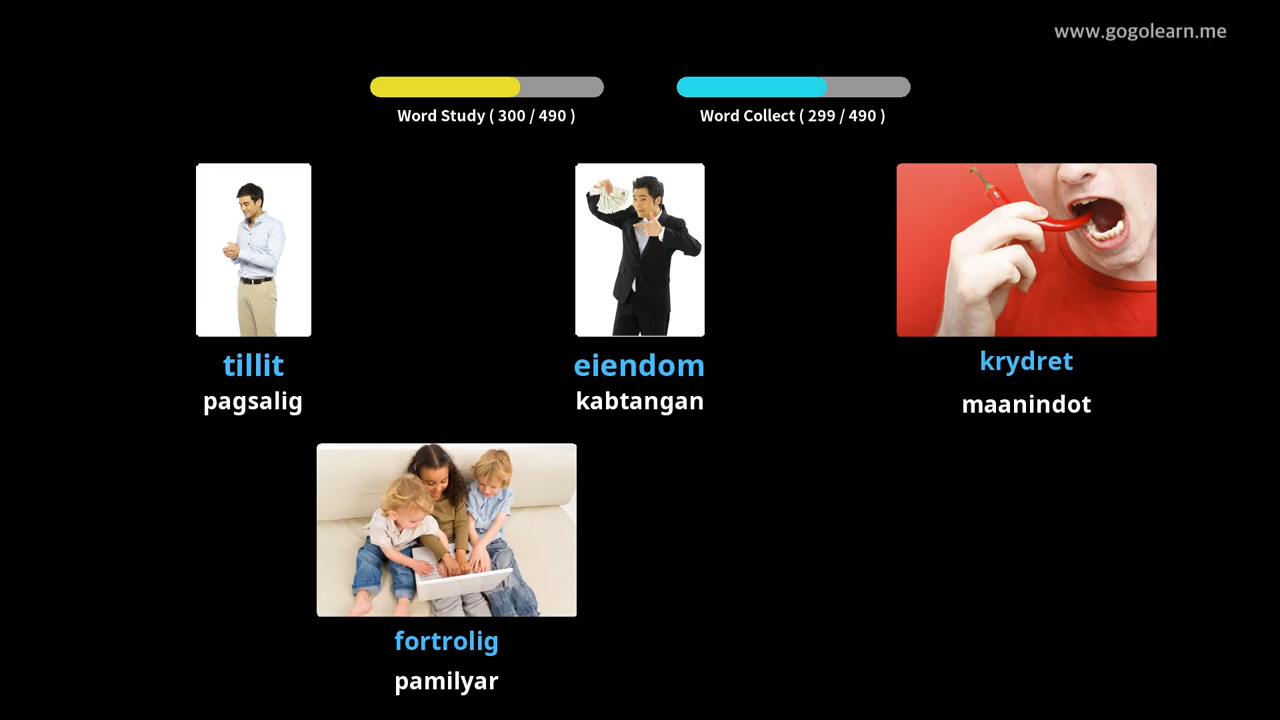 www.gogolearn.me
Word Study ( 300 / 490 )
Word Collect ( 299 / 490 )
tillit
pagsalig
eiendom
kabtangan
krydret
maanindot
fortrolig
pamilyar